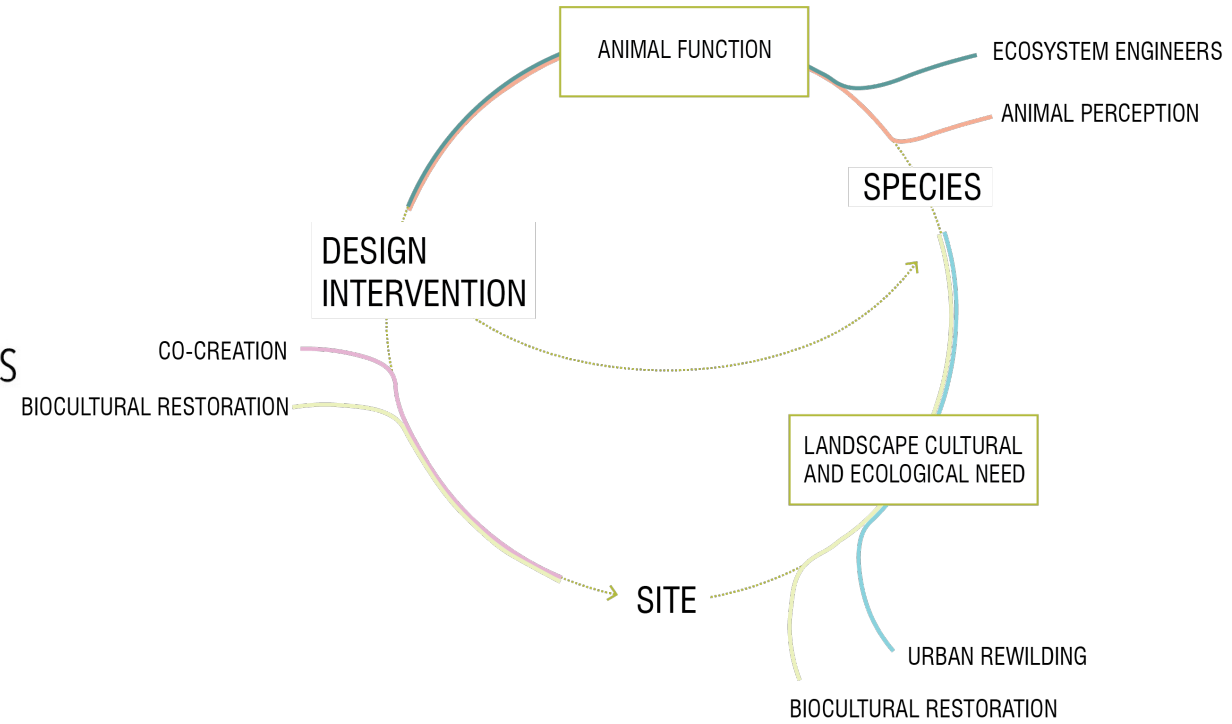 ANIMAL FUNCTION
ECOSYSTEM ENGINEERS
ANIMAL PERCEPTION
SPECIES
DESIGN
INTERVENTION
CO-CREATION
S
BIOCULTURAL RESTORATION
LANDSCAPE CULTURAL
AND ECOLOGICAL NEED
SITE
URBAN REWILDING
BIOCULTURAL RESTORATION